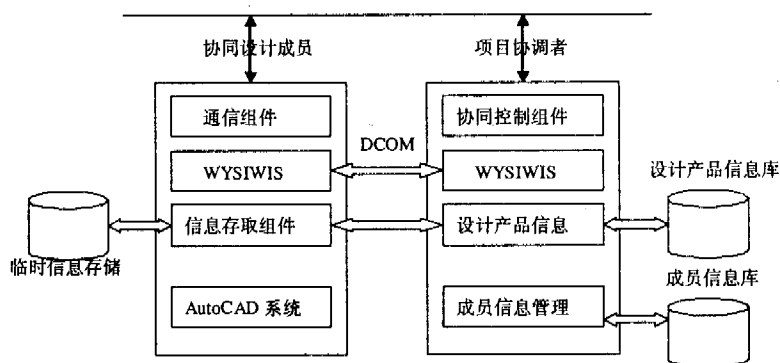 协同设计成员
项目协调者
通信组件
协同控制组件
DCOM
WYSIWIS
WYSIWIS
设计产品信息库
信息存取组件
设计产品信息
临时信息存储
成员信息库
AutoCAD 系统
成员信息管理